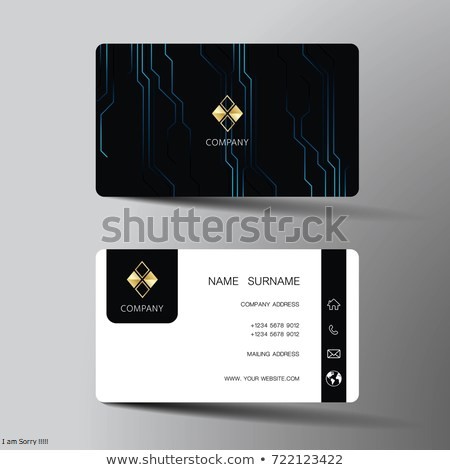 COMPANY
COMPANY
NAME SURNAME
COMPANY ADDRESS
+1234 5678 9012
+1234 5678 9012
MAILING ADDRESS
WWW. YOUR WEBSITE.COM
shutterstock
I am Sorry !!!!!
shutterstock.com • 722123422